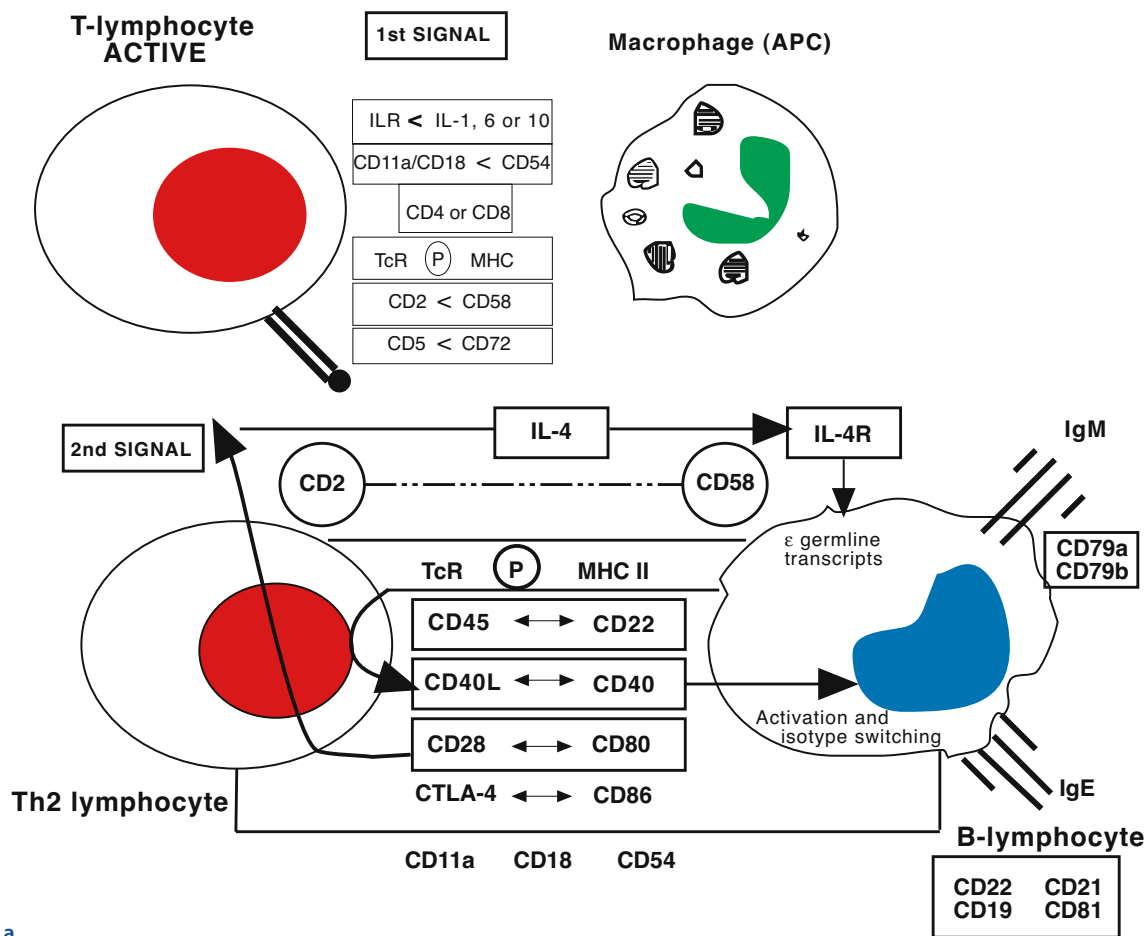 T-lymphocyte
ACTIVE
1st SIGNAL
Macrophage (APC)
ILR < IL-1, 6 or 10
CD11a/CD18 < CD54
CD4 or CD8
TcR P MHC
CD2 < CD58
CD5 < CD72
2nd SIGNAL
IL-4
IL-4R
IgM
CD2
CD58
ε germline
transcripts
CD79a
CD79b
TcR P MHC II
CD45 CD22
CD40L CD40
CD28 CD80
CTLA-4 CD86
Activation and
isotype switching
Th2 lymphocyte
IgE
B-lymphocyte
CD11a CD18 CD54
CD22 CD21
CD19 CD81
a